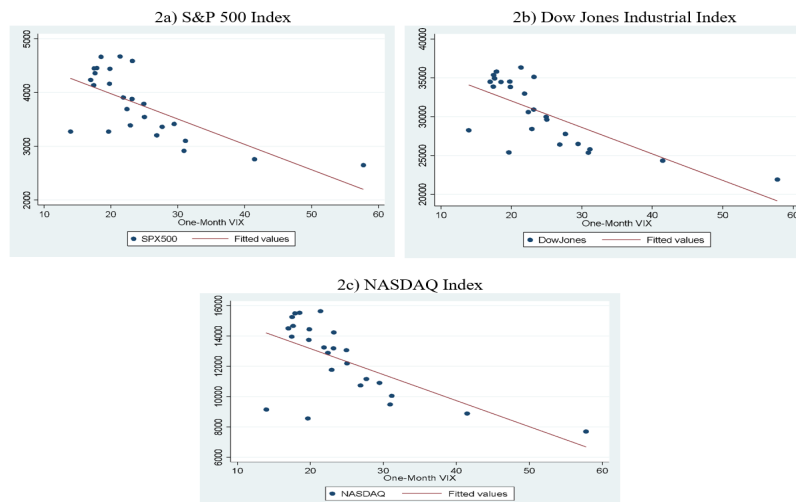 2a) S&P 500 Index
5000
4000
3000
2000
10 20 30 40 50 60
One-Month VIX
SPX500 Fitted values
2b) Dow Jones Industrial Index
40000
35000
30000
25000
20000
10 20 30 40 50 60
One-Month VIX
DowJones Fitted values
2c) NASDAQ Index
16000
14000
12000
10000
8000
6000
10 20 30 40 50 60
One-Month VIX
NASDAQ Fitted values